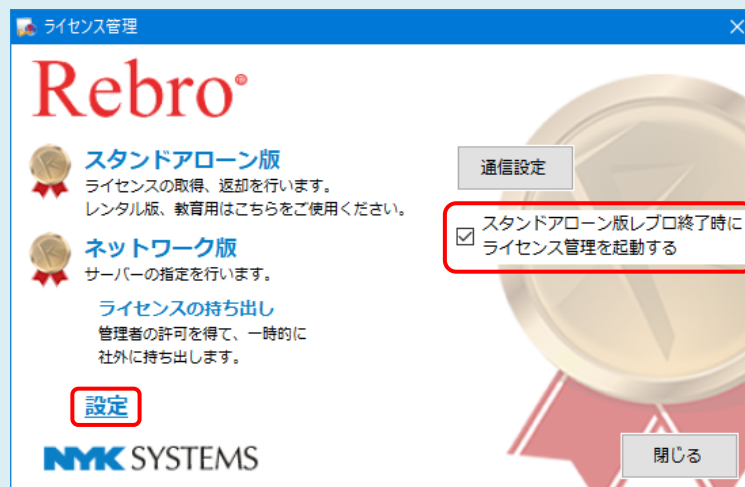 ライセンス管理
Rebro®
スタンドアローン版
ライセンスの取得、返却を行います。
レンタル版、教育用はこちらをご使用ください。
ネットワーク版
サーバーの指定を行います。
ライセンスの持ち出し
管理者の許可を得て、一時的に
社外に持ち出します。
設定
NYK SYSTEMS
通信設定
スタンドアローン版レブロ終了時に
ライセンス管理を起動する
閉じる